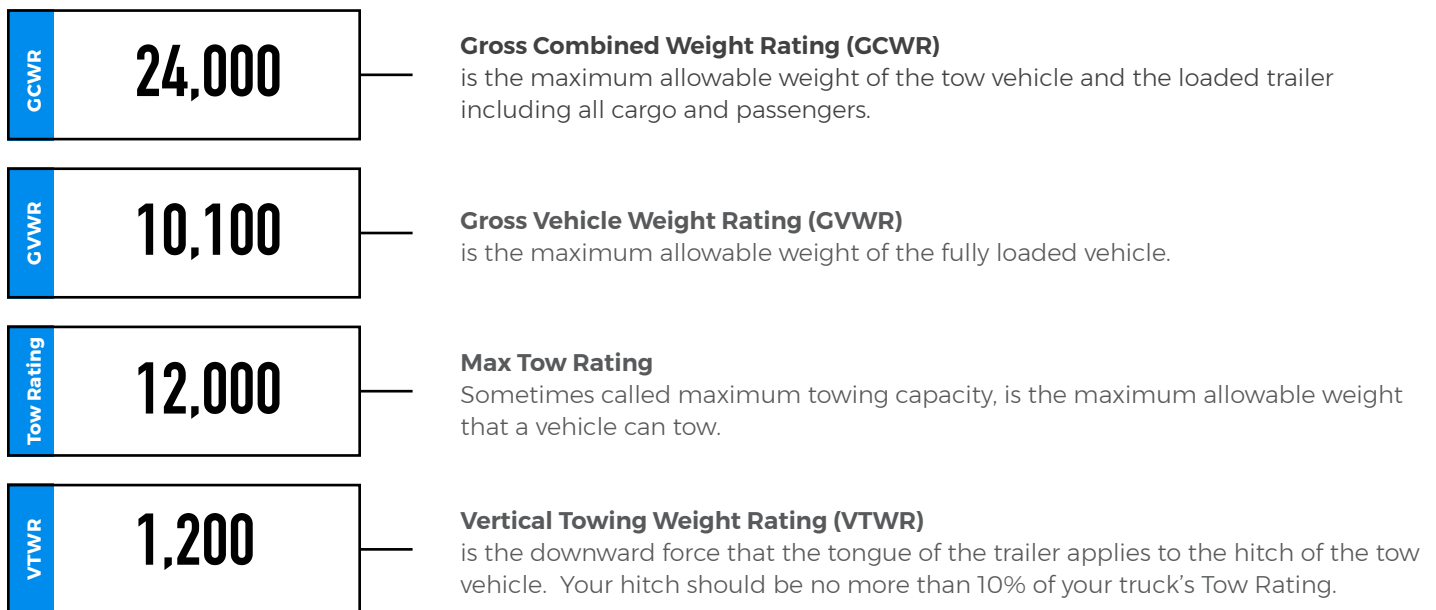 GCWR
24,000
Gross Combined Weight Rating (GCWR)
is the maximum allowable weight of the tow vehicle and the loaded trailer
including all cargo and passengers.
GVWR
10,100
Gross Vehicle Weight Rating (GVWR)
is the maximum allowable weight of the fully loaded vehicle.
Tow Rating
12,000
Max Tow Rating
Sometimes called maximum towing capacity, is the maximum allowable weight
that a vehicle can tow.
VTWR
1,200
Vertical Towing Weight Rating (VTWR)
is the downward force that the tongue of the trailer applies to the hitch of the tow
vehicle.  Your hitch should be no more than 10% of your truck's Tow Rating.